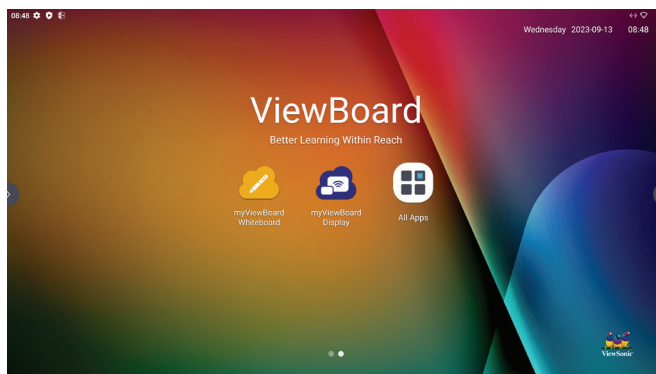 08:48
Wednesday 2023-09-13 08:48
ViewBoard
Better Learning Within Reach
myViewBoard
Whiteboard
myViewBoard
Display
All Apps
ViewSonic